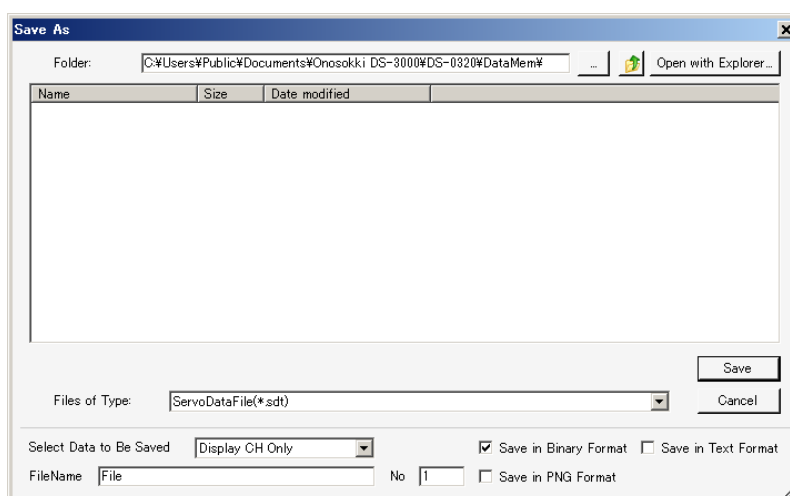 Save As
Folder: C:¥Users¥Public¥Documents¥Onosokki DS-3000¥DS-0320¥DataMem¥ ... Open with Explorer...
Name Size Date modified
Save
Files of Type: ServoDataFile(*.sdt) Cancel
Select Data to Be Saved Display CH Only Save in Binary Format Save in Text Format
FileName File No 1 Save in PNG Format